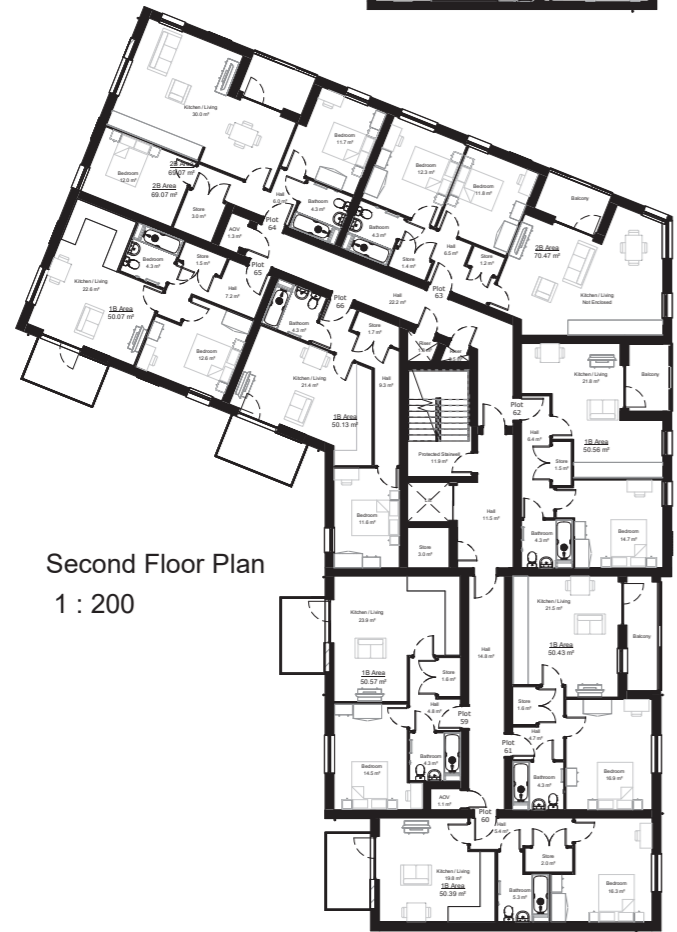 Kitchen / Living
30.0 m²
Bedroom
11.7 m²
Bedroom
12.3 m²
Bedroom
11.8 m²
2B Area
69.07 m²
Bedroom
12.0 m²
2B Area
69.07 m²
Store
3.0 m²
Hall
6.0 m²
Bathroom
4.3 m²
Plot
64
AOV
1.3 m²
Bathroom
4.3 m²
Store
1.4 m²
Hall
6.5 m²
Store
1.2 m²
Balcony
2B Area
70.47 m²
Kitchen / Living
Not Enclosed
Plot
63
Hall
22.2 m²
Plot
65
Bedroom
4.3 m²
Store
1.5 m²
Hall
7.2 m²
Kitchen / Living
22.6 m²
1B Area
50.07 m²
Bedroom
12.6 m²
Plot
66
Bathroom
4.3 m²
Store
1.7 m²
Hall
9.3 m²
Kitchen / Living
21.4 m²
1B Area
50.13 m²
Bedroom
11.8 m²
Riser
Riser
Protected Stairwell
11.9 m²
Lift
Store
3.0 m²
Hall
11.5 m²
Plot
62
Kitchen / Living
21.8 m²
Balcony
Hall
6.4 m²
1B Area
50.56 m²
Store
1.5 m²
Bathroom
4.3 m²
Bedroom
14.7 m²
Second Floor Plan
1 : 200
Kitchen / Living
23.9 m²
1B Area
50.57 m²
Store
1.6 m²
Hall
4.8 m²
Plot
59
Bathroom
4.3 m²
Bedroom
14.5 m²
Hall
14.8 m²
Kitchen / Living
21.5 m²
Balcony
1B Area
50.43 m²
Store
1.6 m²
Hall
4.7 m²
Plot
61
Bathroom
4.3 m²
Bedroom
16.9 m²
AOV
1.1 m²
Plot
60
Hall
5.4 m²
Store
2.0 m²
Kitchen / Living
19.6 m²
1B Area
50.39 m²
Bathroom
5.3 m²
Bedroom
16.3 m²